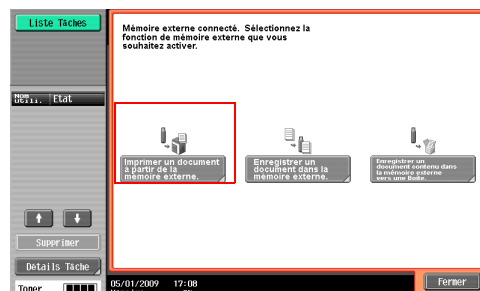 Liste Tâches
Mémoire externe connecté. Sélectionnez la
fonction de mémoire externe que vous
souhaitez activer.
Nom
Utili.
Etat
Imprimer un document
à partir de la
mémoire externe.
Enregistrer un
document dans la
mémoire externe.
Enregistrer un
document contenu dans
la mémoire externe
vers une Boîte.
Supprimer
Détails Tâche
Toner
05/01/2009 17:08
Fermer